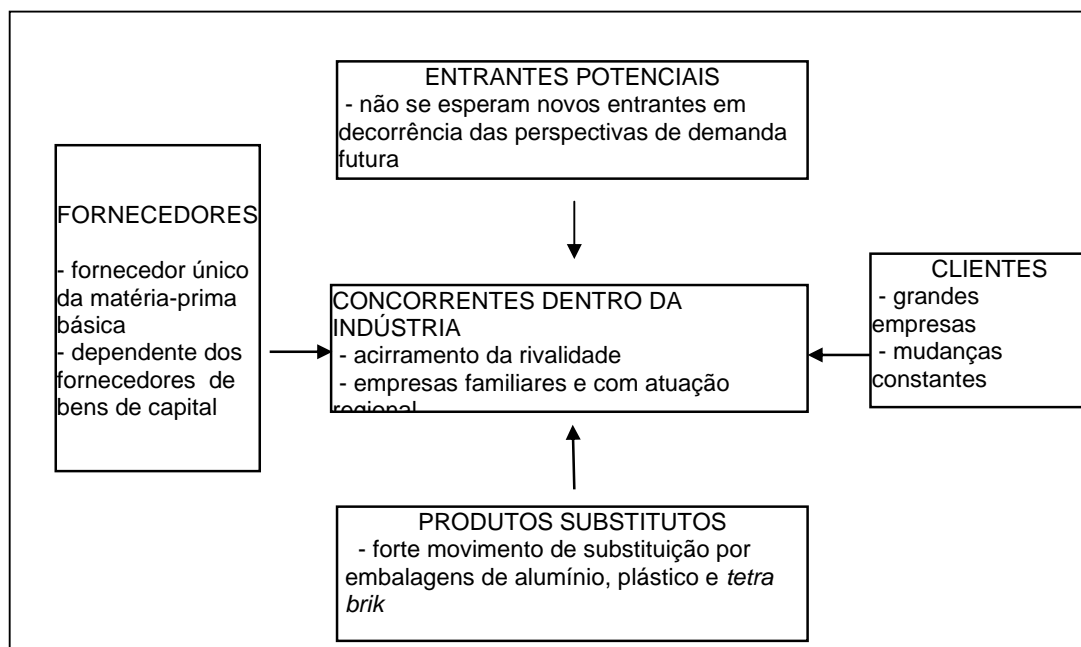 ENTRANTES POTENCIAIS
- não se esperam novos entrantes em
decorrência das perspectivas de demanda
futura
FORNECEDORES
- fornecedor único
da matéria-prima
básica
- dependente dos
fornecedores de
bens de capital
CONCORRENTES DENTRO DA
INDÚSTRIA
- acirramento da rivalidade
- empresas familiares e com atuação
regional
CLIENTES
- grandes
empresas
- mudanças
constantes
PRODUTOS SUBSTITUTOS
- forte movimento de substituição por
embalagens de alumínio, plástico e tetra
brik